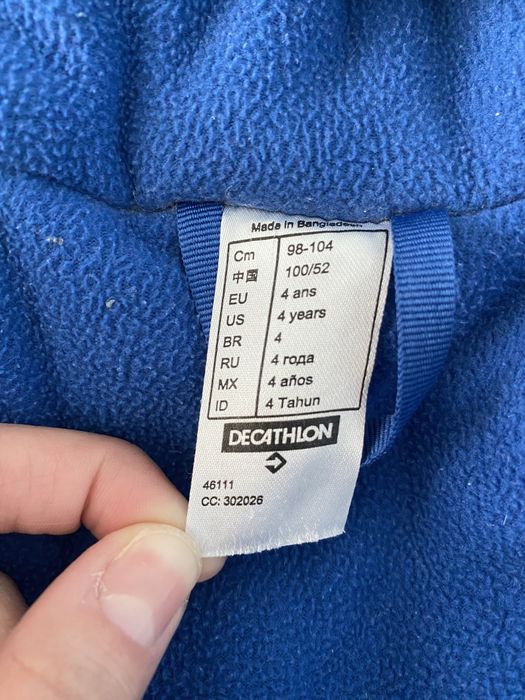 Made in Bangladesh
Cm 98-104
中国 100/52
EU 4 ans
US 4 years
BR 4
RU 4 года
MX 4 años
ID 4 Tahun
DECATHLON
46111
CC: 302026